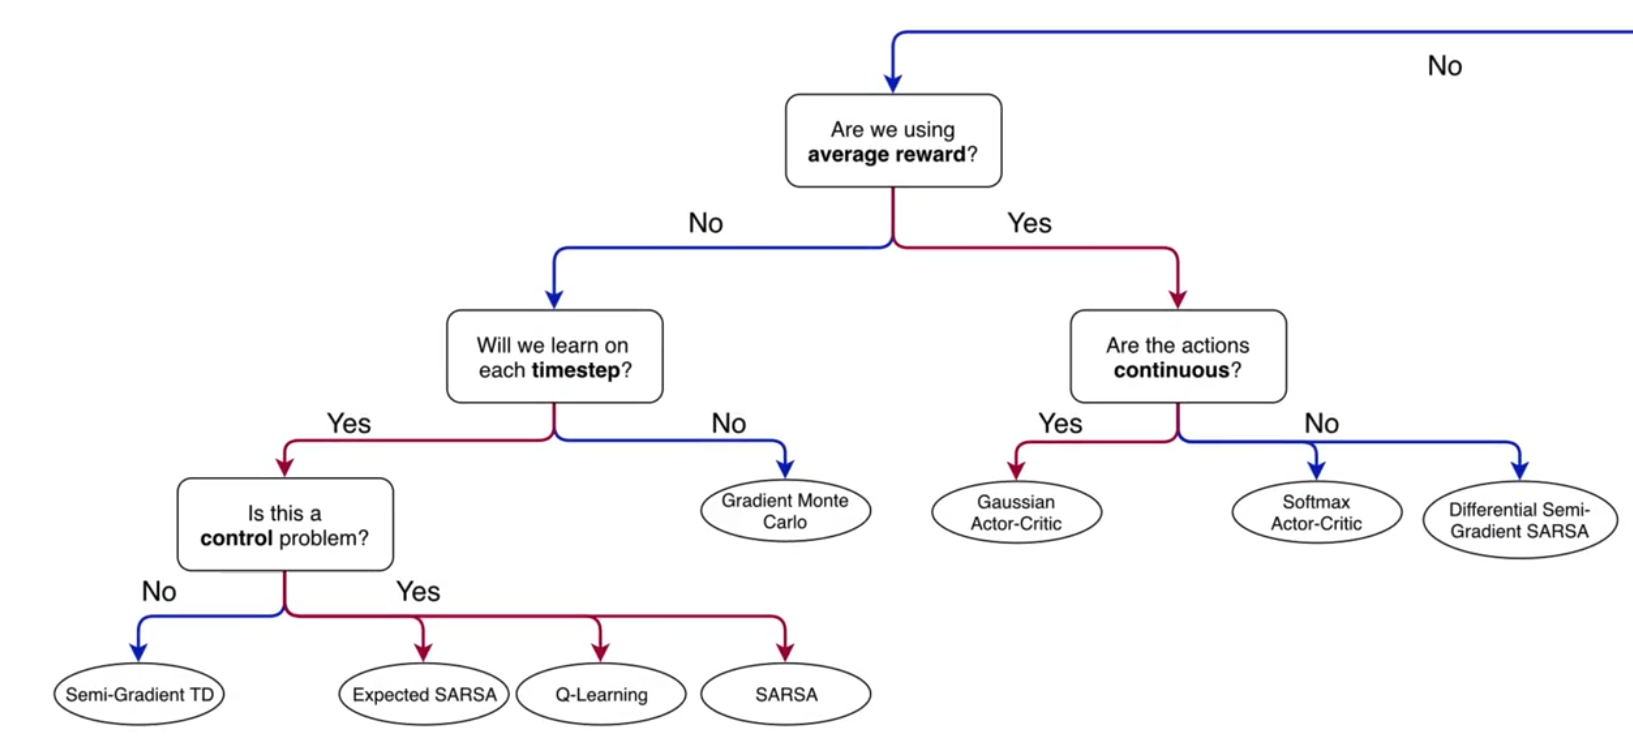 No
Are we using
average reward?
No
Yes
Will we learn on
each timestep?
Are the actions
continuous?
Yes
No
Yes
No
Is this a
control problem?
Gradient Monte
Carlo
Gaussian
Actor-Critic
Softmax
Actor-Critic
Differential Semi-
Gradient SARSA
No
Yes
Semi-Gradient TD
Expected SARSA
Q-Learning
SARSA